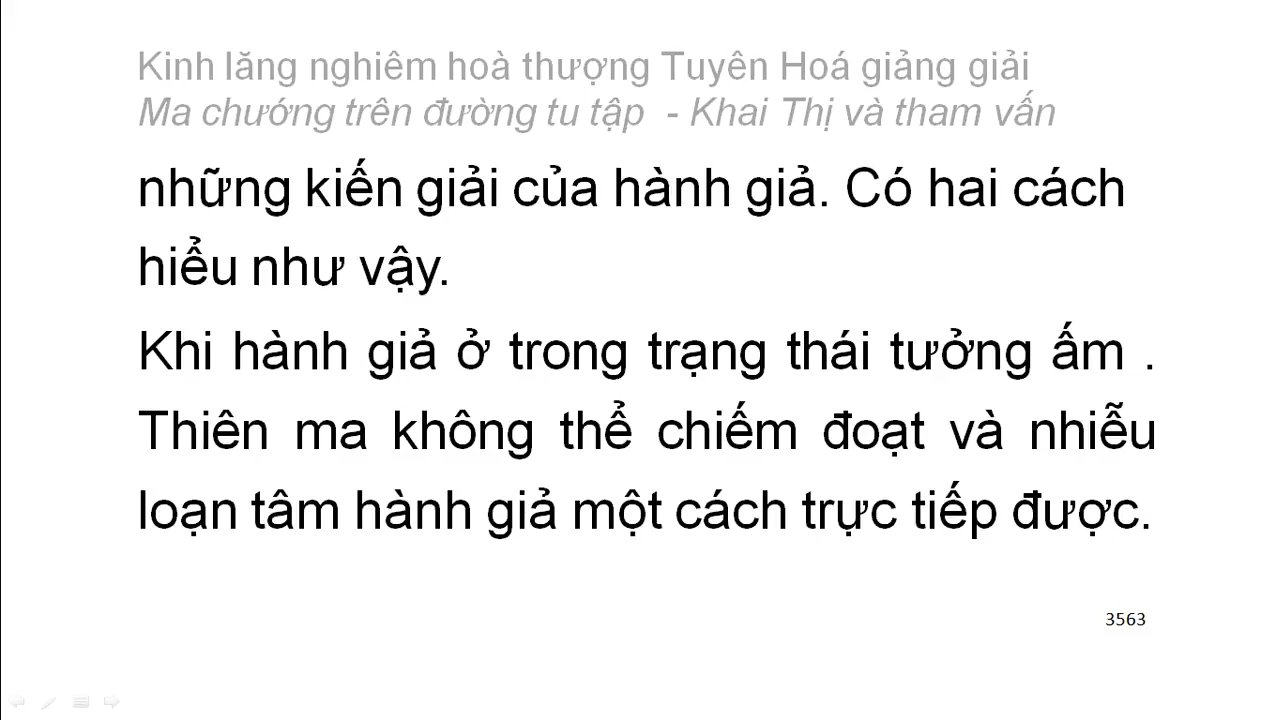 Kinh lăng nghiêm hoà thượng Tuyên Hoá giảng giải
Ma chướng trên đường tu tập - Khai Thị và tham vấn
những kiến giải của hành giả. Có hai cách
hiểu như vậy.
Khi hành giả ở trong trạng thái tưởng ấm .
Thiên ma không thể chiếm đoạt và nhiễu
loạn tâm hành giả một cách trực tiếp được.
3563